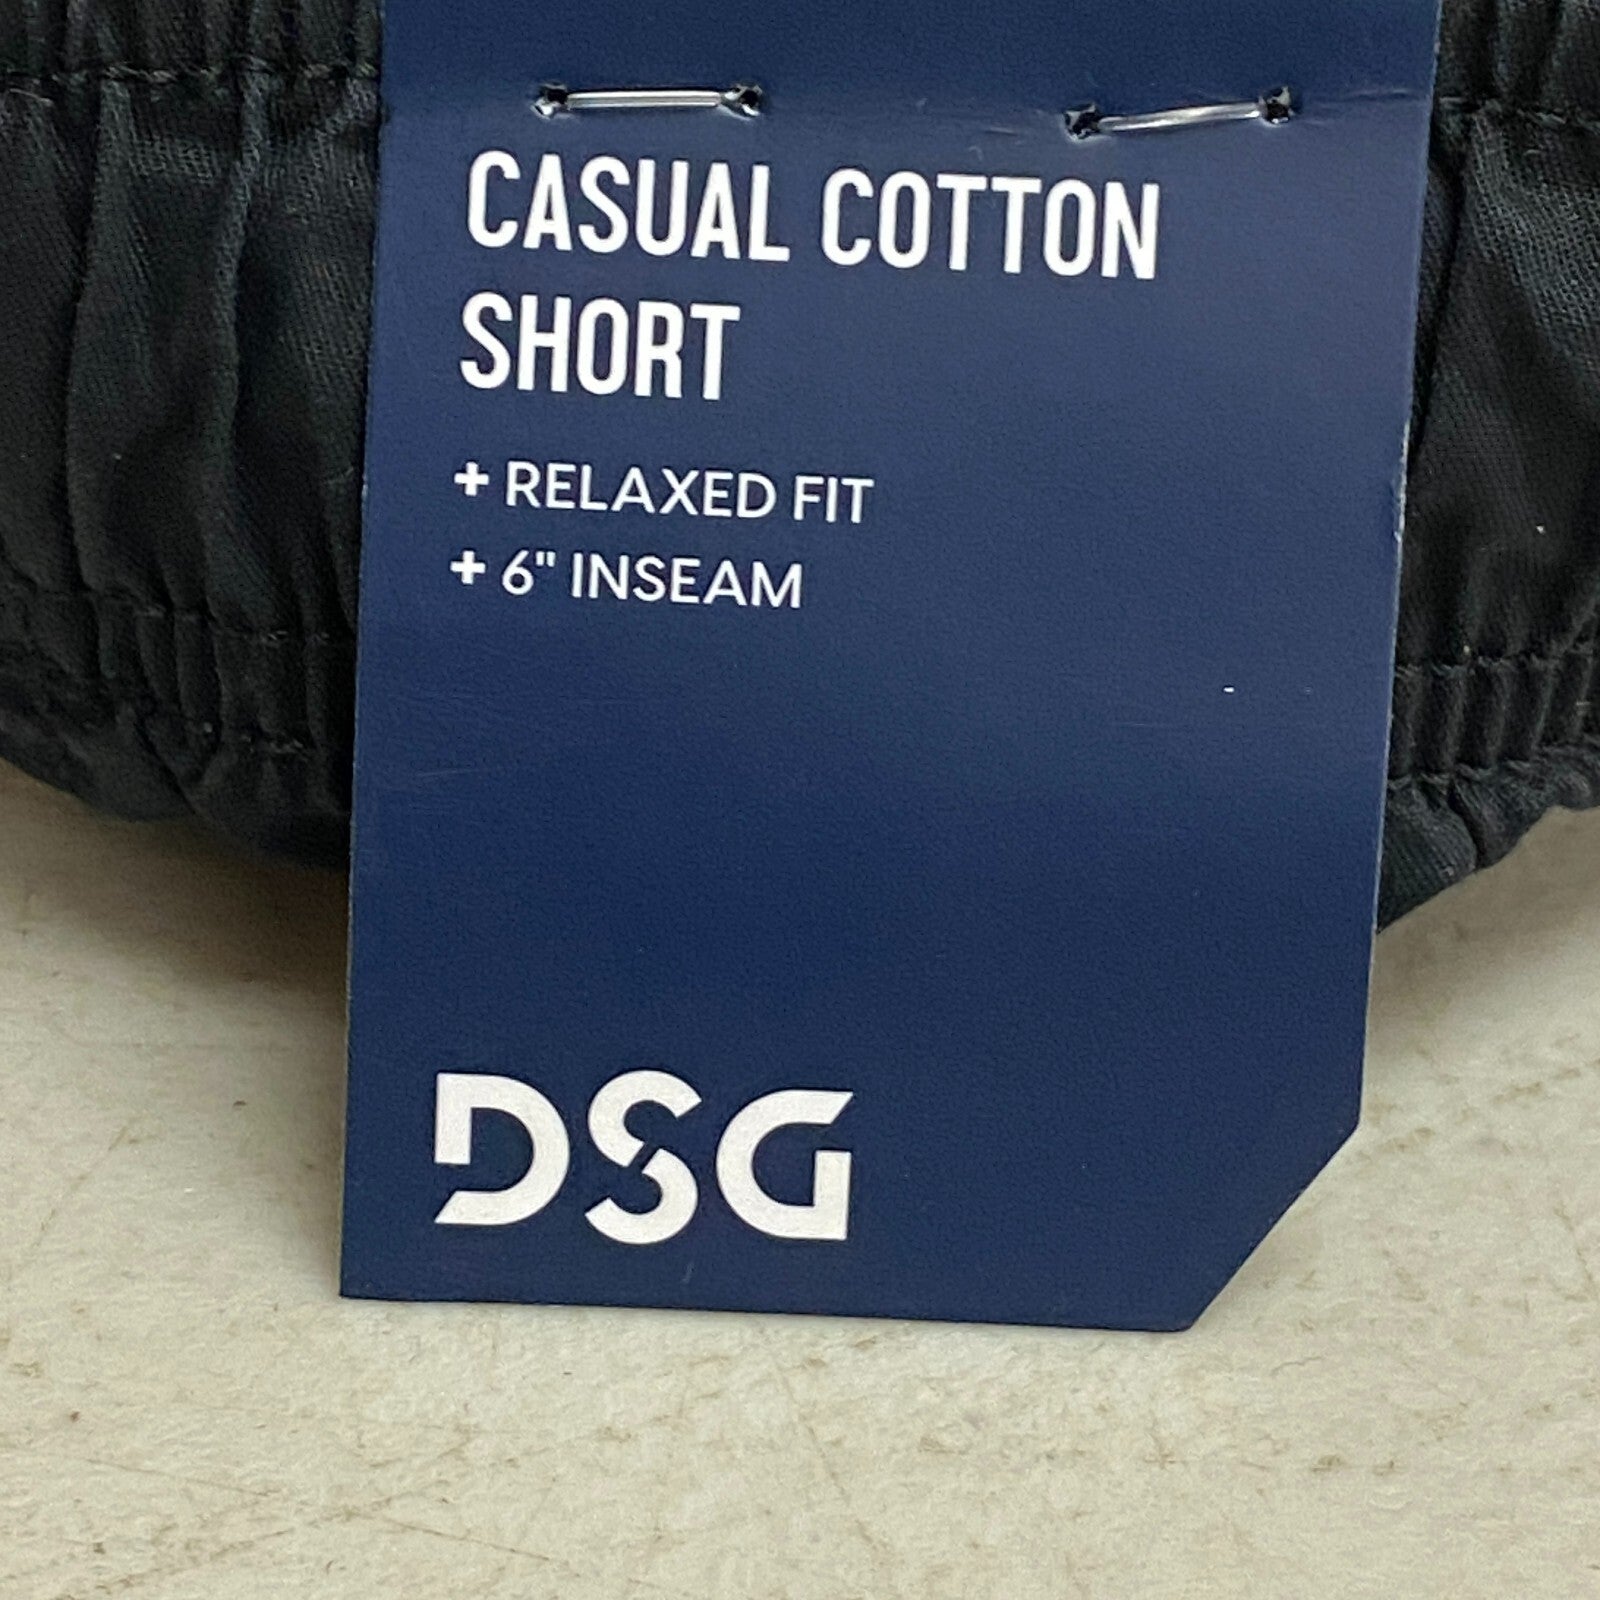 CASUAL COTTON
SHORT
+ RELAXED FIT
+ 6" INSEAM
DSG